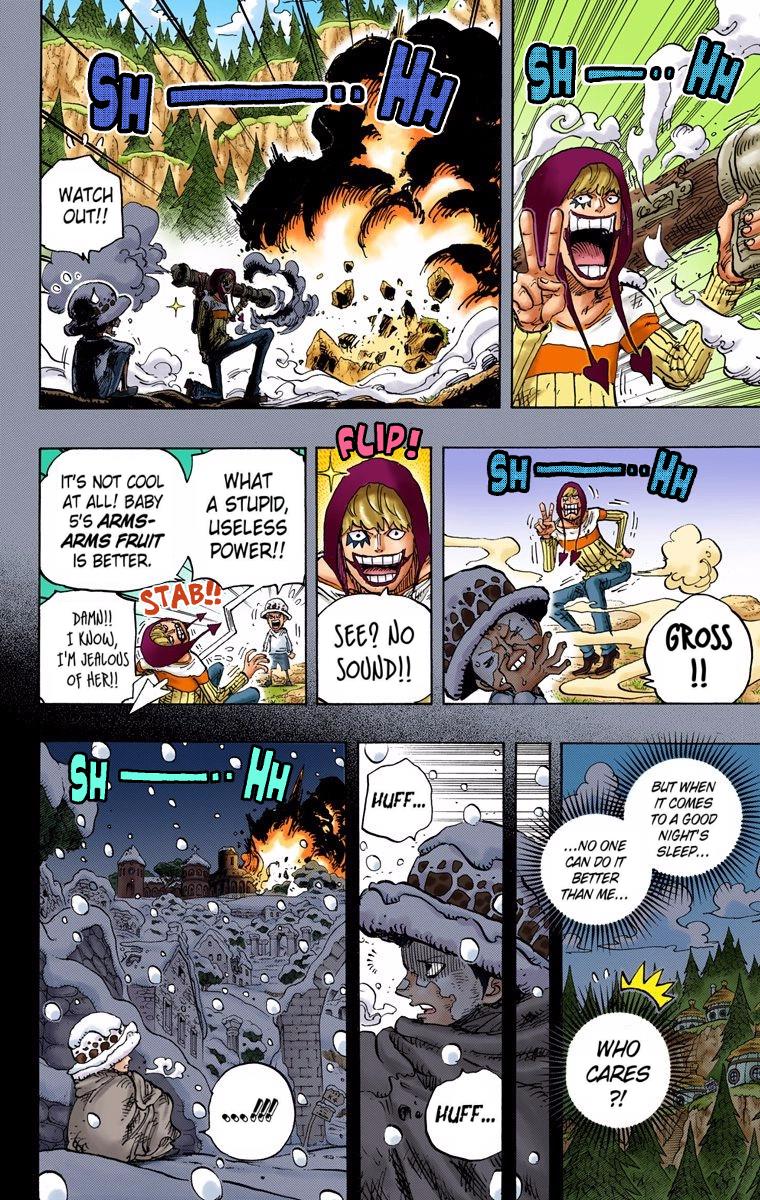 SH—··HH
SH———··HH
WATCH
OUT!!
SH———··HH
GROSS
!!
FLIP!
SEE? NO
SOUND!!
WHAT
A STUPID,
USELESS
POWER!!
IT'S NOT COOL
AT ALL! BABY
5'S ARMS-
ARMS FRUIT
IS BETTER.
STAB!!
DAMN!!
I KNOW,
I'M JEALOUS
OF HER!!
BUT WHEN
IT COMES
TO A GOOD
NIGHT'S
SLEEP...
...NO ONE
CAN DO IT
BETTER
THAN ME...
WHO
CARES
?!
HUFF...
HUFF...
SH———··HH
...!!!